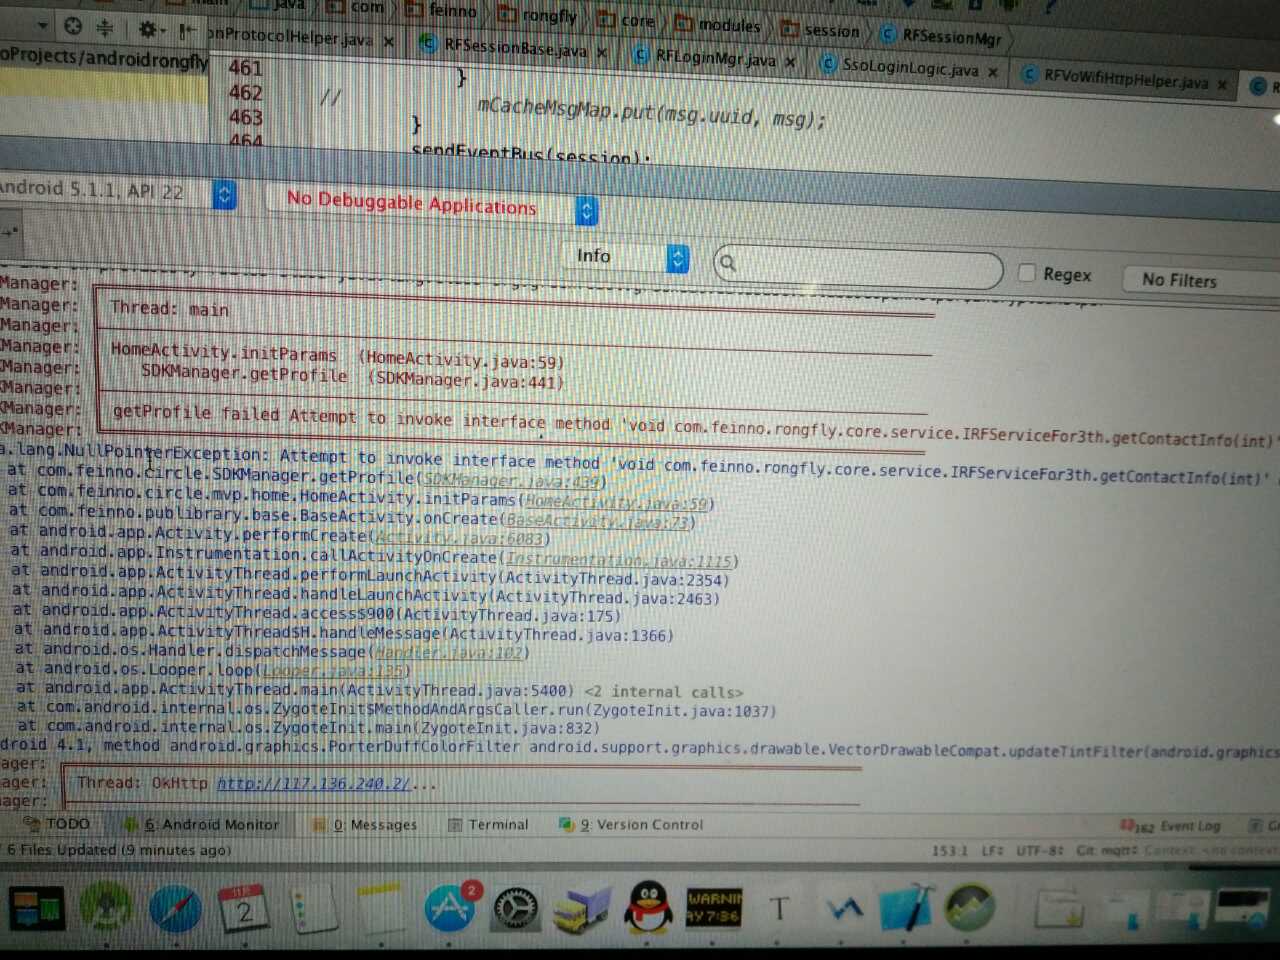 main java com feinno rongfly core modules session RFSessionMgr
onProtocolHelper.java RFSessionBase.java RFLoginMgr.java SsoLoginLogic.java RFVoWifiHttpHelper.java
oProjects/androidrongfly
461 }
462 // mCacheMsgMap.put(msg.uuid, msg);
463 }
464 sendEventBus(session);
Android 5.1.1, API 22 No Debuggable Applications
Info Regex No Filters
Manager:
Manager: Thread: main
Manager:
Manager: HomeActivity.initParams (HomeActivity.java:59)
KManager: SDKManager.getProfile (SDKManager.java:441)
KManager:
KManager: getProfile failed Attempt to invoke interface method 'void com.feinno.rongfly.core.service.IRFServiceFor3th.getContactInfo(int)'
KManager:
a.lang.NullPointerException: Attempt to invoke interface method 'void com.feinno.rongfly.core.service.IRFServiceFor3th.getContactInfo(int)'
at com.feinno.circle.SDKManager.getProfile(SDKManager.java:439)
at com.feinno.circle.mvp.home.HomeActivity.initParams(HomeActivity.java:59)
at com.feinno.publibrary.base.BaseActivity.onCreate(BaseActivity.java:73)
at android.app.Activity.performCreate(Activity.java:6083)
at android.app.Instrumentation.callActivityOnCreate(Instrumentation.java:1115)
at android.app.ActivityThread.performLaunchActivity(ActivityThread.java:2354)
at android.app.ActivityThread.handleLaunchActivity(ActivityThread.java:2463)
at android.app.ActivityThread.access$900(ActivityThread.java:175)
at android.app.ActivityThread$H.handleMessage(ActivityThread.java:1366)
at android.os.Handler.dispatchMessage(Handler.java:102)
at android.os.Looper.loop(Looper.java:135)
at android.app.ActivityThread.main(ActivityThread.java:5400) <2 internal calls>
at com.android.internal.os.ZygoteInit$MethodAndArgsCaller.run(ZygoteInit.java:1037)
at com.android.internal.os.ZygoteInit.main(ZygoteInit.java:832)
droid 4.1, method android.graphics.PorterDuffColorFilter android.support.graphics.drawable.VectorDrawableCompat.updateTintFilter(android.graphics
ager:
ager: Thread: OkHttp http://117.136.240.2/...
nager:
TODO 6: Android Monitor 0: Messages Terminal 9: Version Control 162 Event Log
6 Files Updated (9 minutes ago) 153:1 LF÷ UTF-8÷ Git: mqtt÷ Context: <no context
2 2 WARNIN
AY 7:36 T